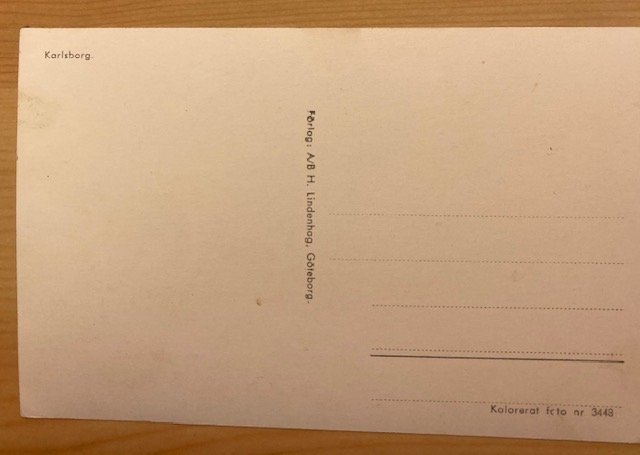 Karlsborg.
Förlag: A/B H. Lindenhag, Göteborg.
Kolorerat foto nr 3448